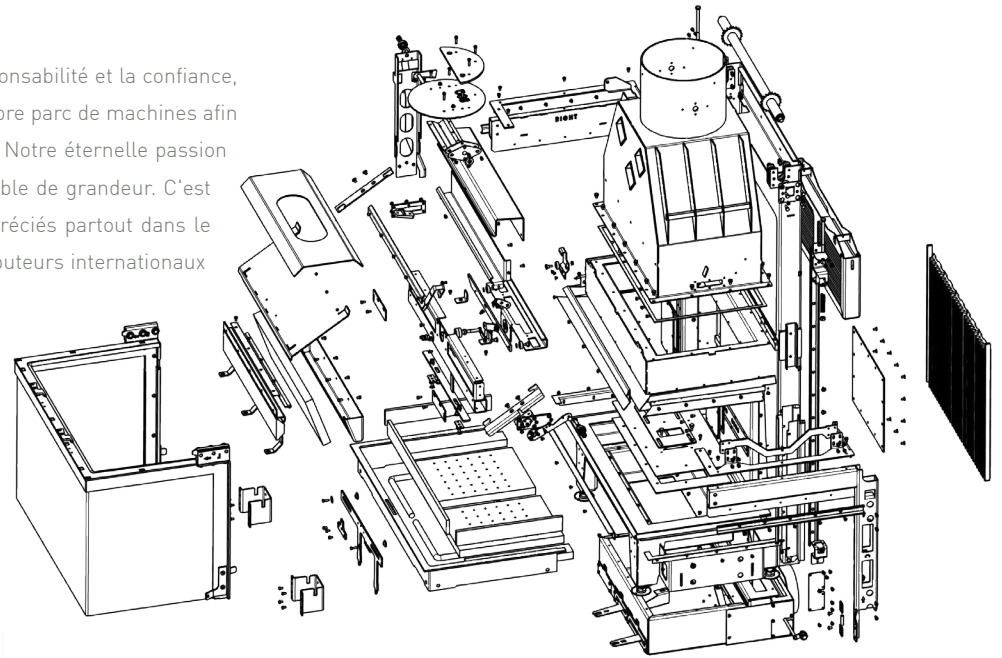 onsabilité et la confiance,
pre parc de machines afin
Notre éternelle passion
ble de grandeur. C'est
réciés partout dans le
buteurs internationaux
RIGHT